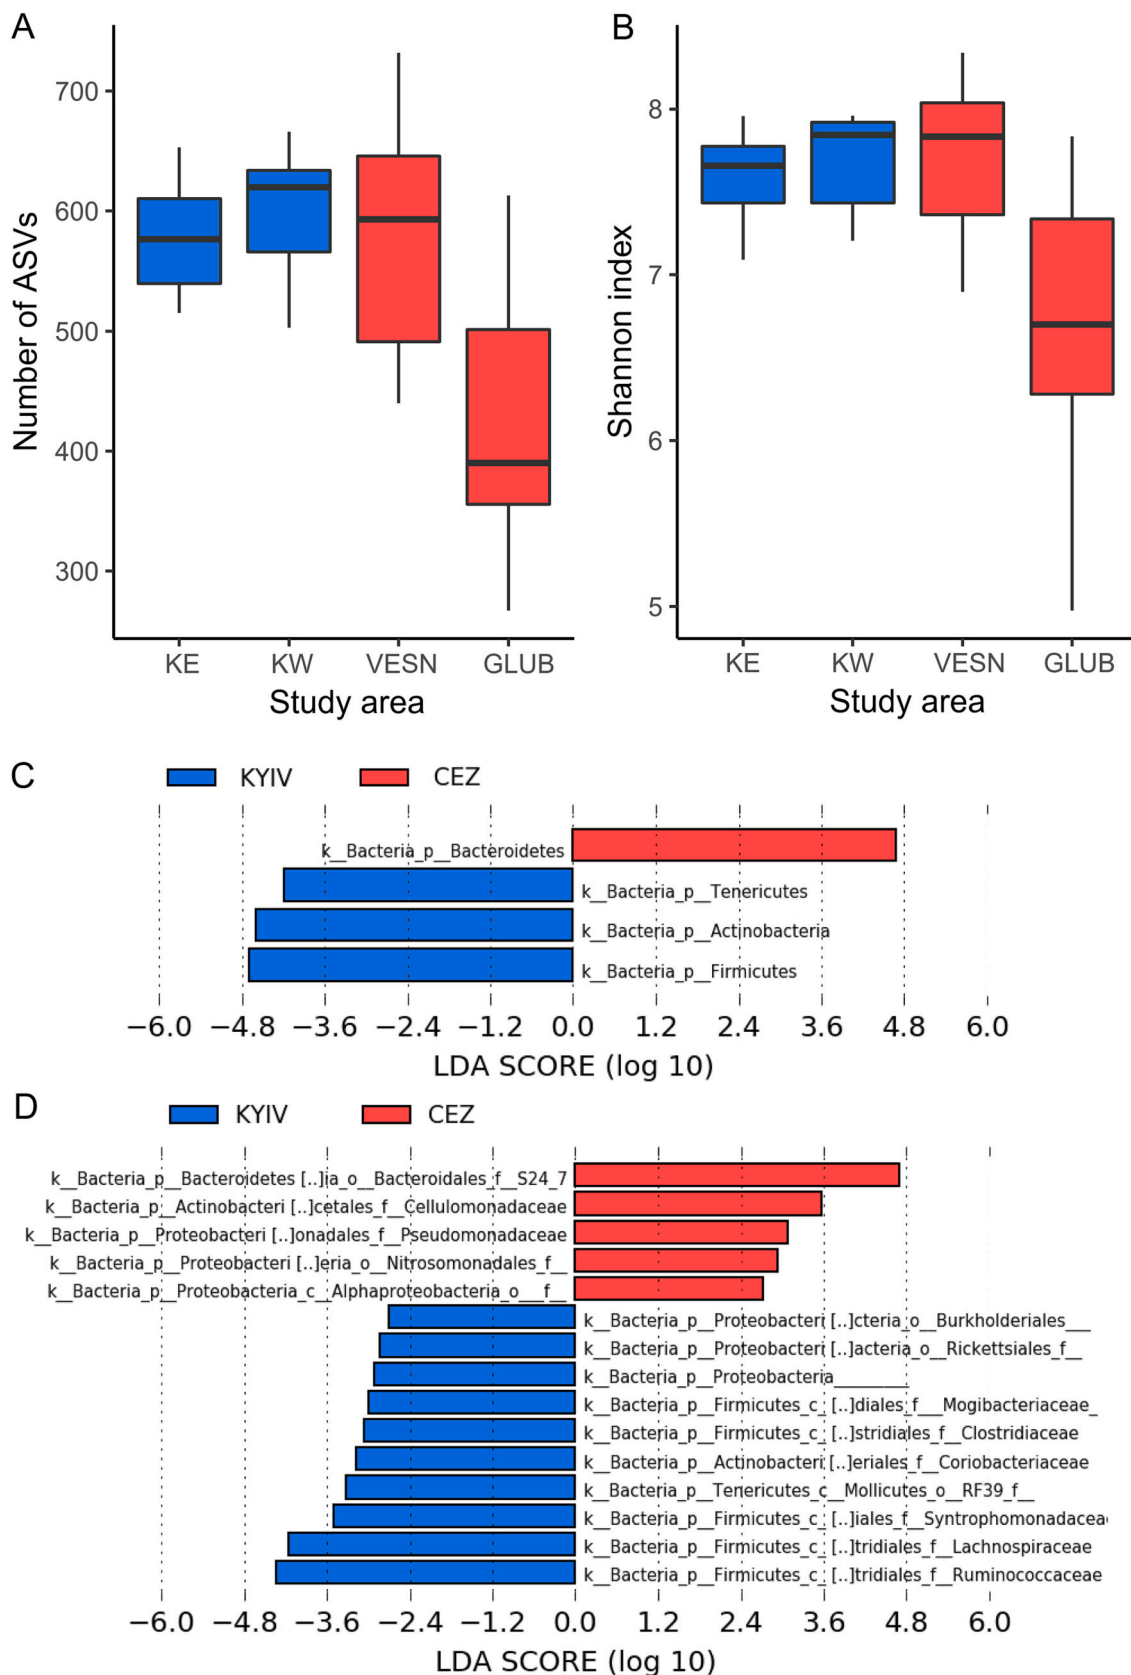 A
B
700
600
500
400
300
Number of ASVs
KE KW VESN GLUB
Study area
8
7
6
5
Shannon index
KE KW VESN GLUB
Study area
C
KYIV CEZ
k__Bacteria_p__Bacteroidetes
k__Bacteria_p__Tenericutes
k__Bacteria_p__Actinobacteria
k__Bacteria_p__Firmicutes
−6.0 −4.8 −3.6 −2.4 −1.2 0.0 1.2 2.4 3.6 4.8 6.0
LDA SCORE (log 10)
D
KYIV CEZ
k__Bacteria_p__Bacteroidetes [..]ia_o__Bacteroidales_f__S24_7
k__Bacteria_p__Actinobacteri [..]cetales_f__Cellulomonadaceae
k__Bacteria_p__Proteobacteri [..]onadales_f__Pseudomonadaceae
k__Bacteria_p__Proteobacteri [..]eria_o__Nitrosomonadales_f__
k__Bacteria_p__Proteobacteria_c__Alphaproteobacteria_o___f__
k__Bacteria_p__Proteobacteri [..]cteria_o__Burkholderiales___
k__Bacteria_p__Proteobacteri [..]acteria_o__Rickettsiales_f__
k__Bacteria_p__Proteobacteria_________
k__Bacteria_p__Firmicutes_c_ [..]diales_f___Mogibacteriaceae_
k__Bacteria_p__Firmicutes_c_ [..]stridiales_f__Clostridiaceae
k__Bacteria_p__Actinobacteri [..]eriales_f__Coriobacteriaceae
k__Bacteria_p__Tenericutes_c__Mollicutes_o__RF39_f__
k__Bacteria_p__Firmicutes_c_ [..]iales_f__Syntrophomonadacea
k__Bacteria_p__Firmicutes_c_ [..]tridiales_f__Lachnospiraceae
k__Bacteria_p__Firmicutes_c_ [..]tridiales_f__Ruminococcaceae
−6.0 −4.8 −3.6 −2.4 −1.2 0.0 1.2 2.4 3.6 4.8 6.0
LDA SCORE (log 10)